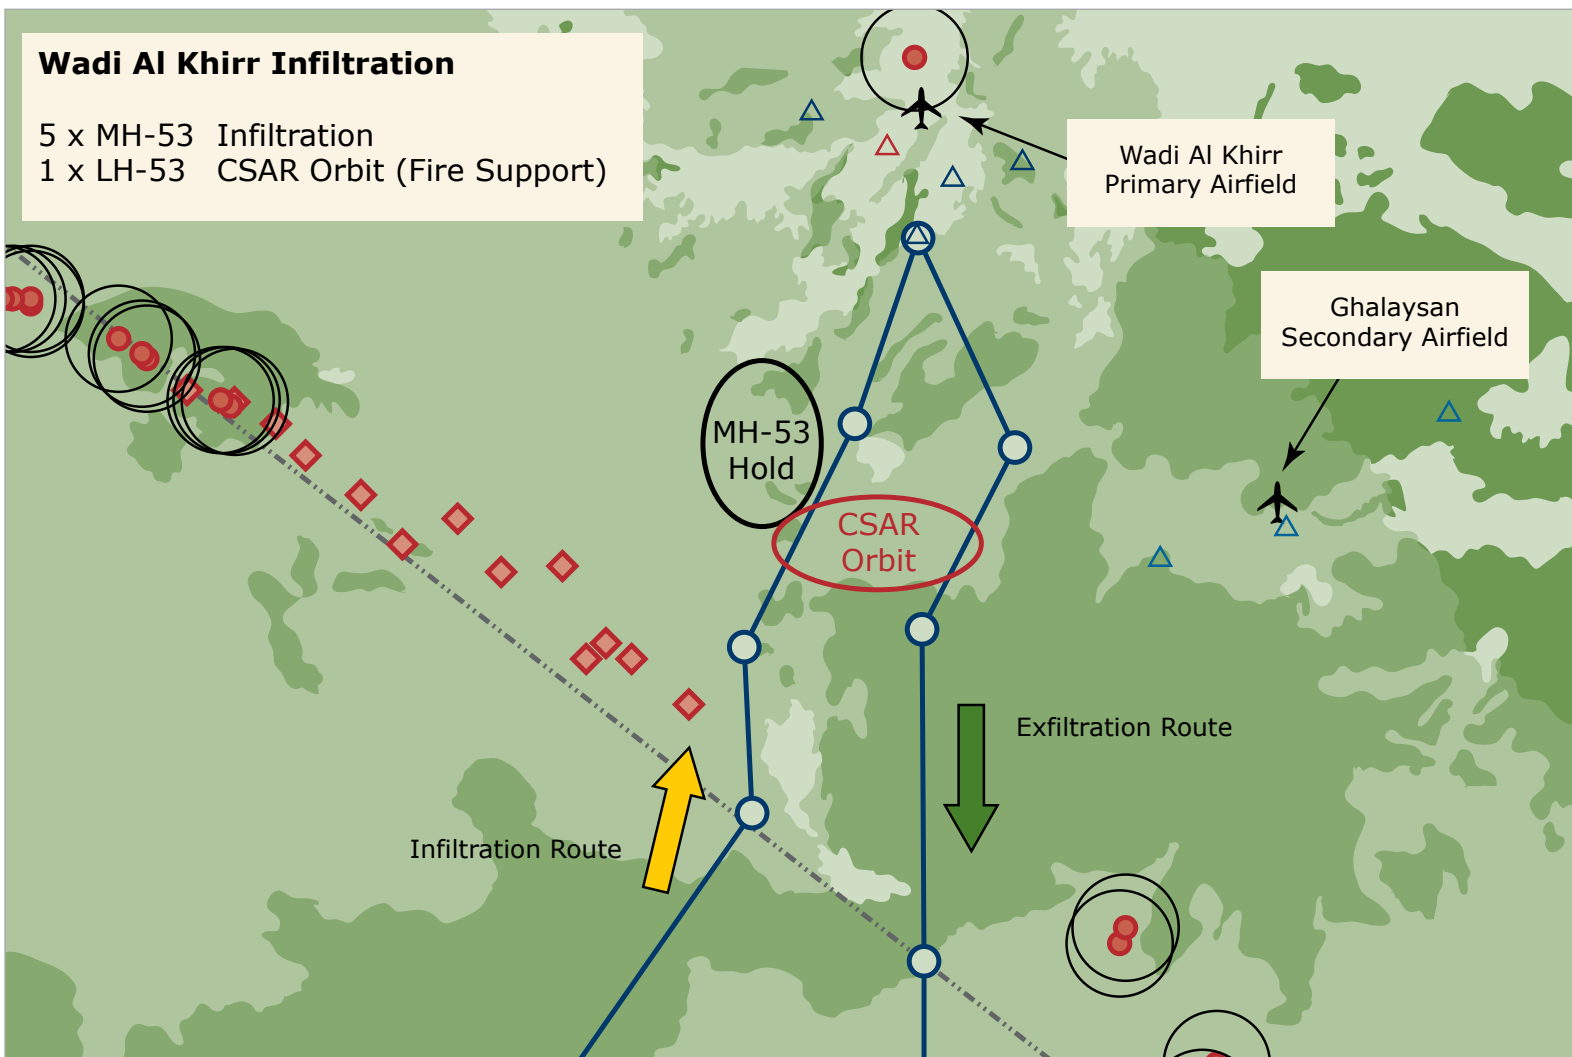 Wadi Al Khirr Infiltration
5 x MH-53 Infiltration
1 x LH-53 CSAR Orbit (Fire Support)
Wadi Al Khirr
Primary Airfield
Ghalaysan
Secondary Airfield
MH-53
Hold
CSAR
Orbit
Exfiltration Route
Infiltration Route